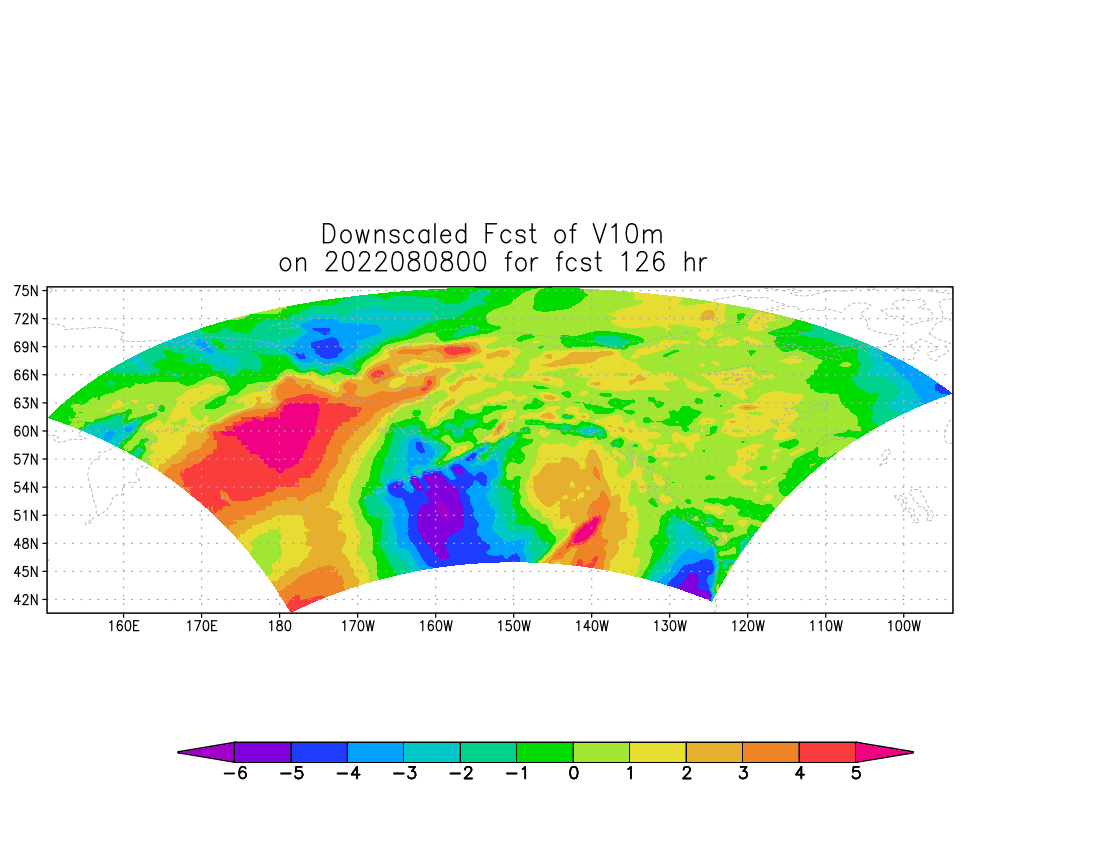 Downscaled Fcst of V10m
on 2022080800 for fcst 126 hr
75N
72N
69N
66N
63N
60N
57N
54N
51N
48N
45N
42N
160E 170E 180 170W 160W 150W 140W 130W 120W 110W 100W
−6 −5 −4 −3 −2 −1 0 1 2 3 4 5